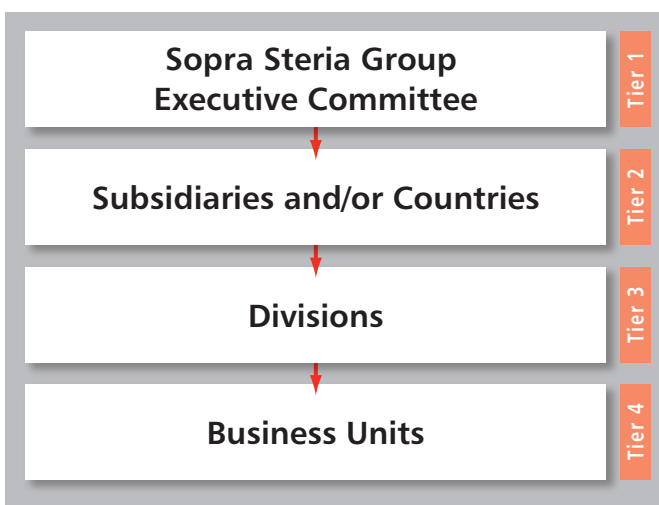 Sopra Steria Group
Executive Committee
Tier 1
Subsidiaries and/or Countries
Tier 2
Divisions
Tier 3
Business Units
Tier 4